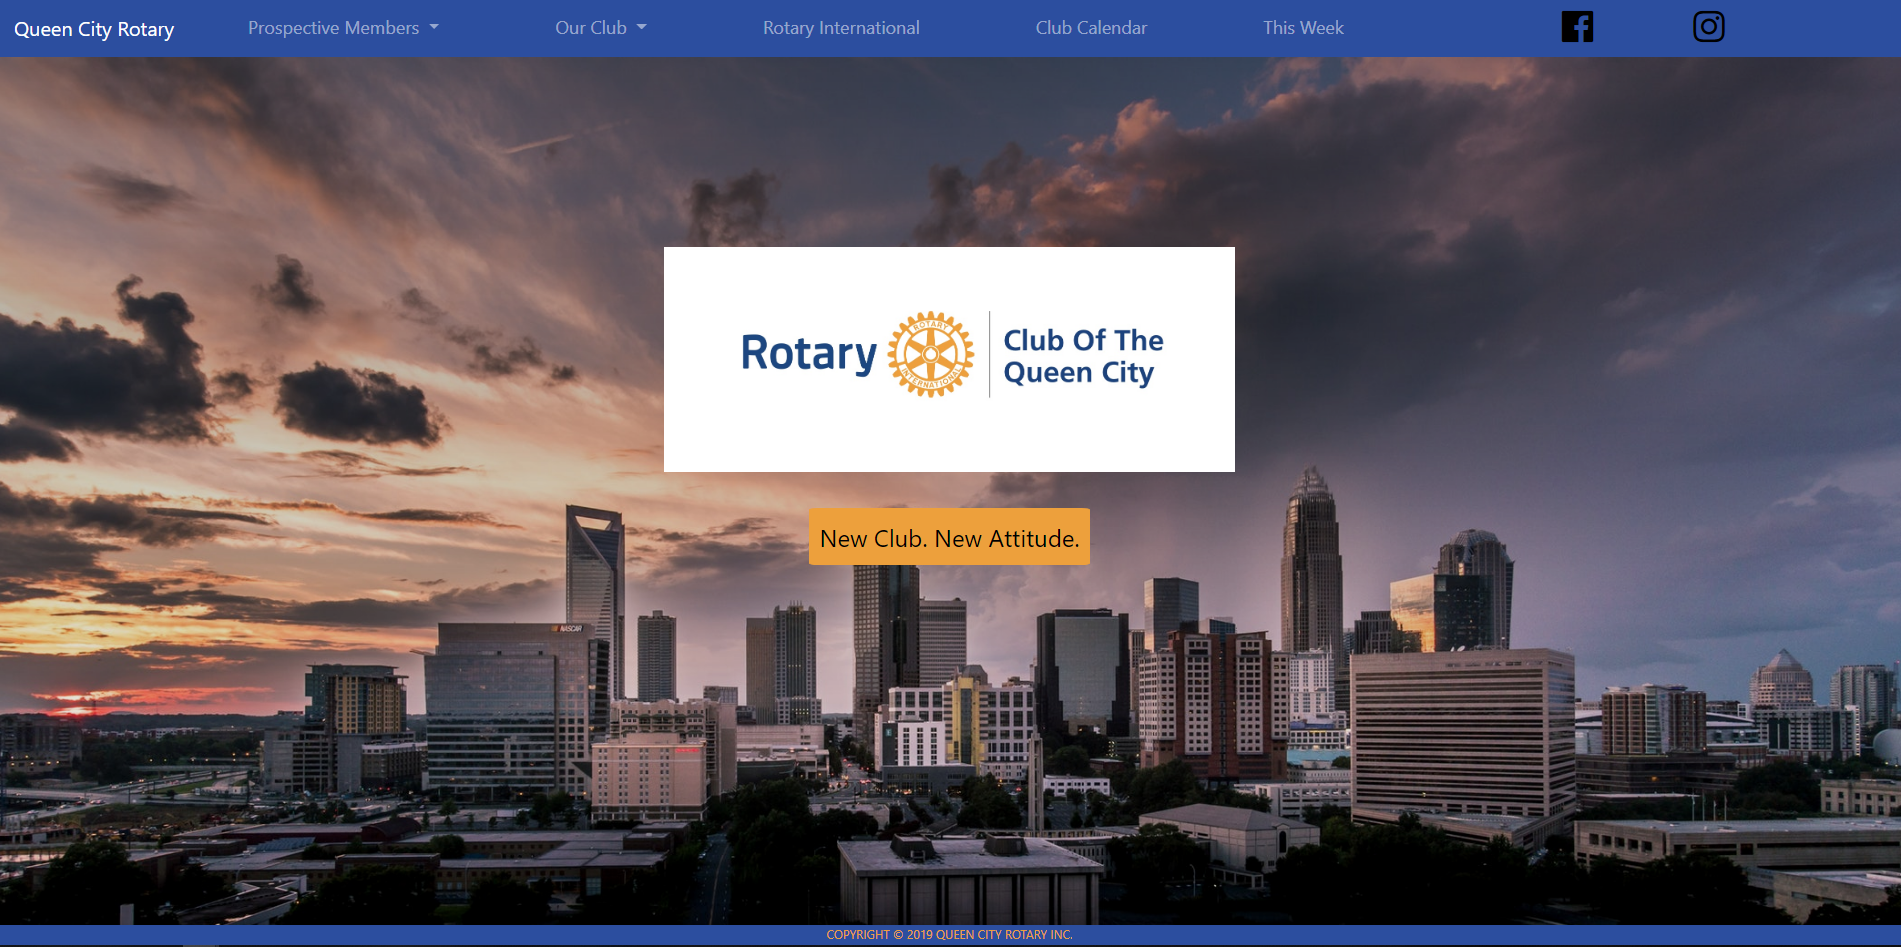 Queen City Rotary
Prospective Members
Our Club
Rotary International
Club Calendar
This Week
Rotary
ROTARY
INTERNATIONAL
Club Of The
Queen City
New Club. New Attitude.
NASCAR
COPYRIGHT © 2019 QUEEN CITY ROTARY INC.